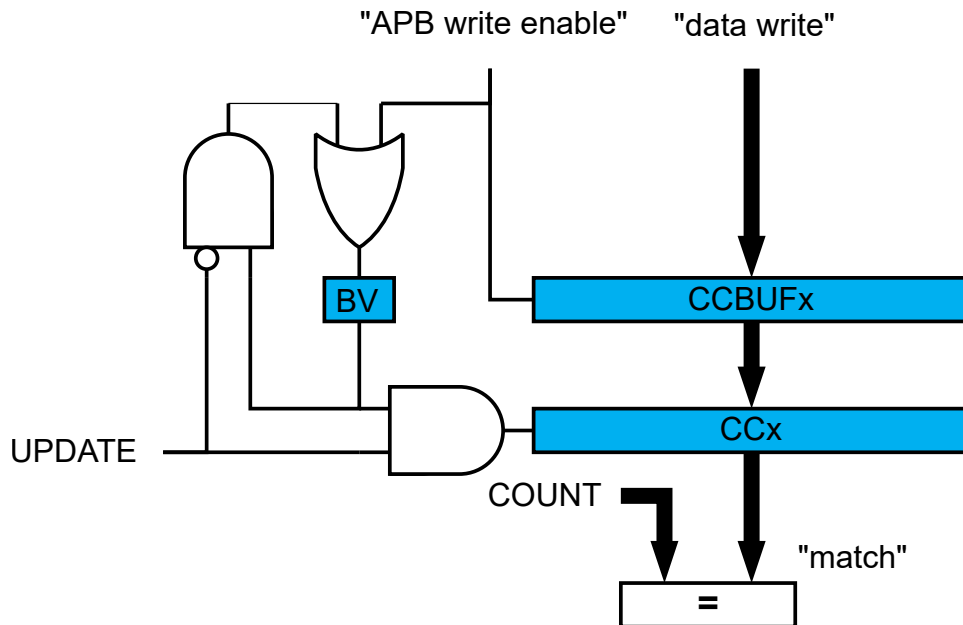 "APB write enable" "data write"
BV
CCBUFx
CCx
UPDATE
COUNT
"match"
=